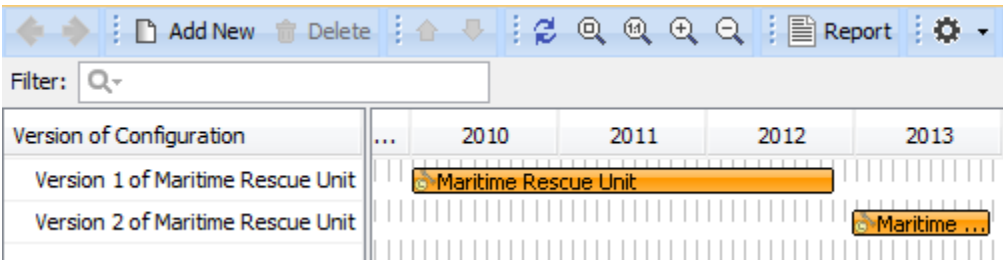 Add New Delete Report
Filter:
Version of Configuration ... 2010 2011 2012 2013
Version 1 of Maritime Rescue Unit Maritime Rescue Unit
Version 2 of Maritime Rescue Unit Maritime ...